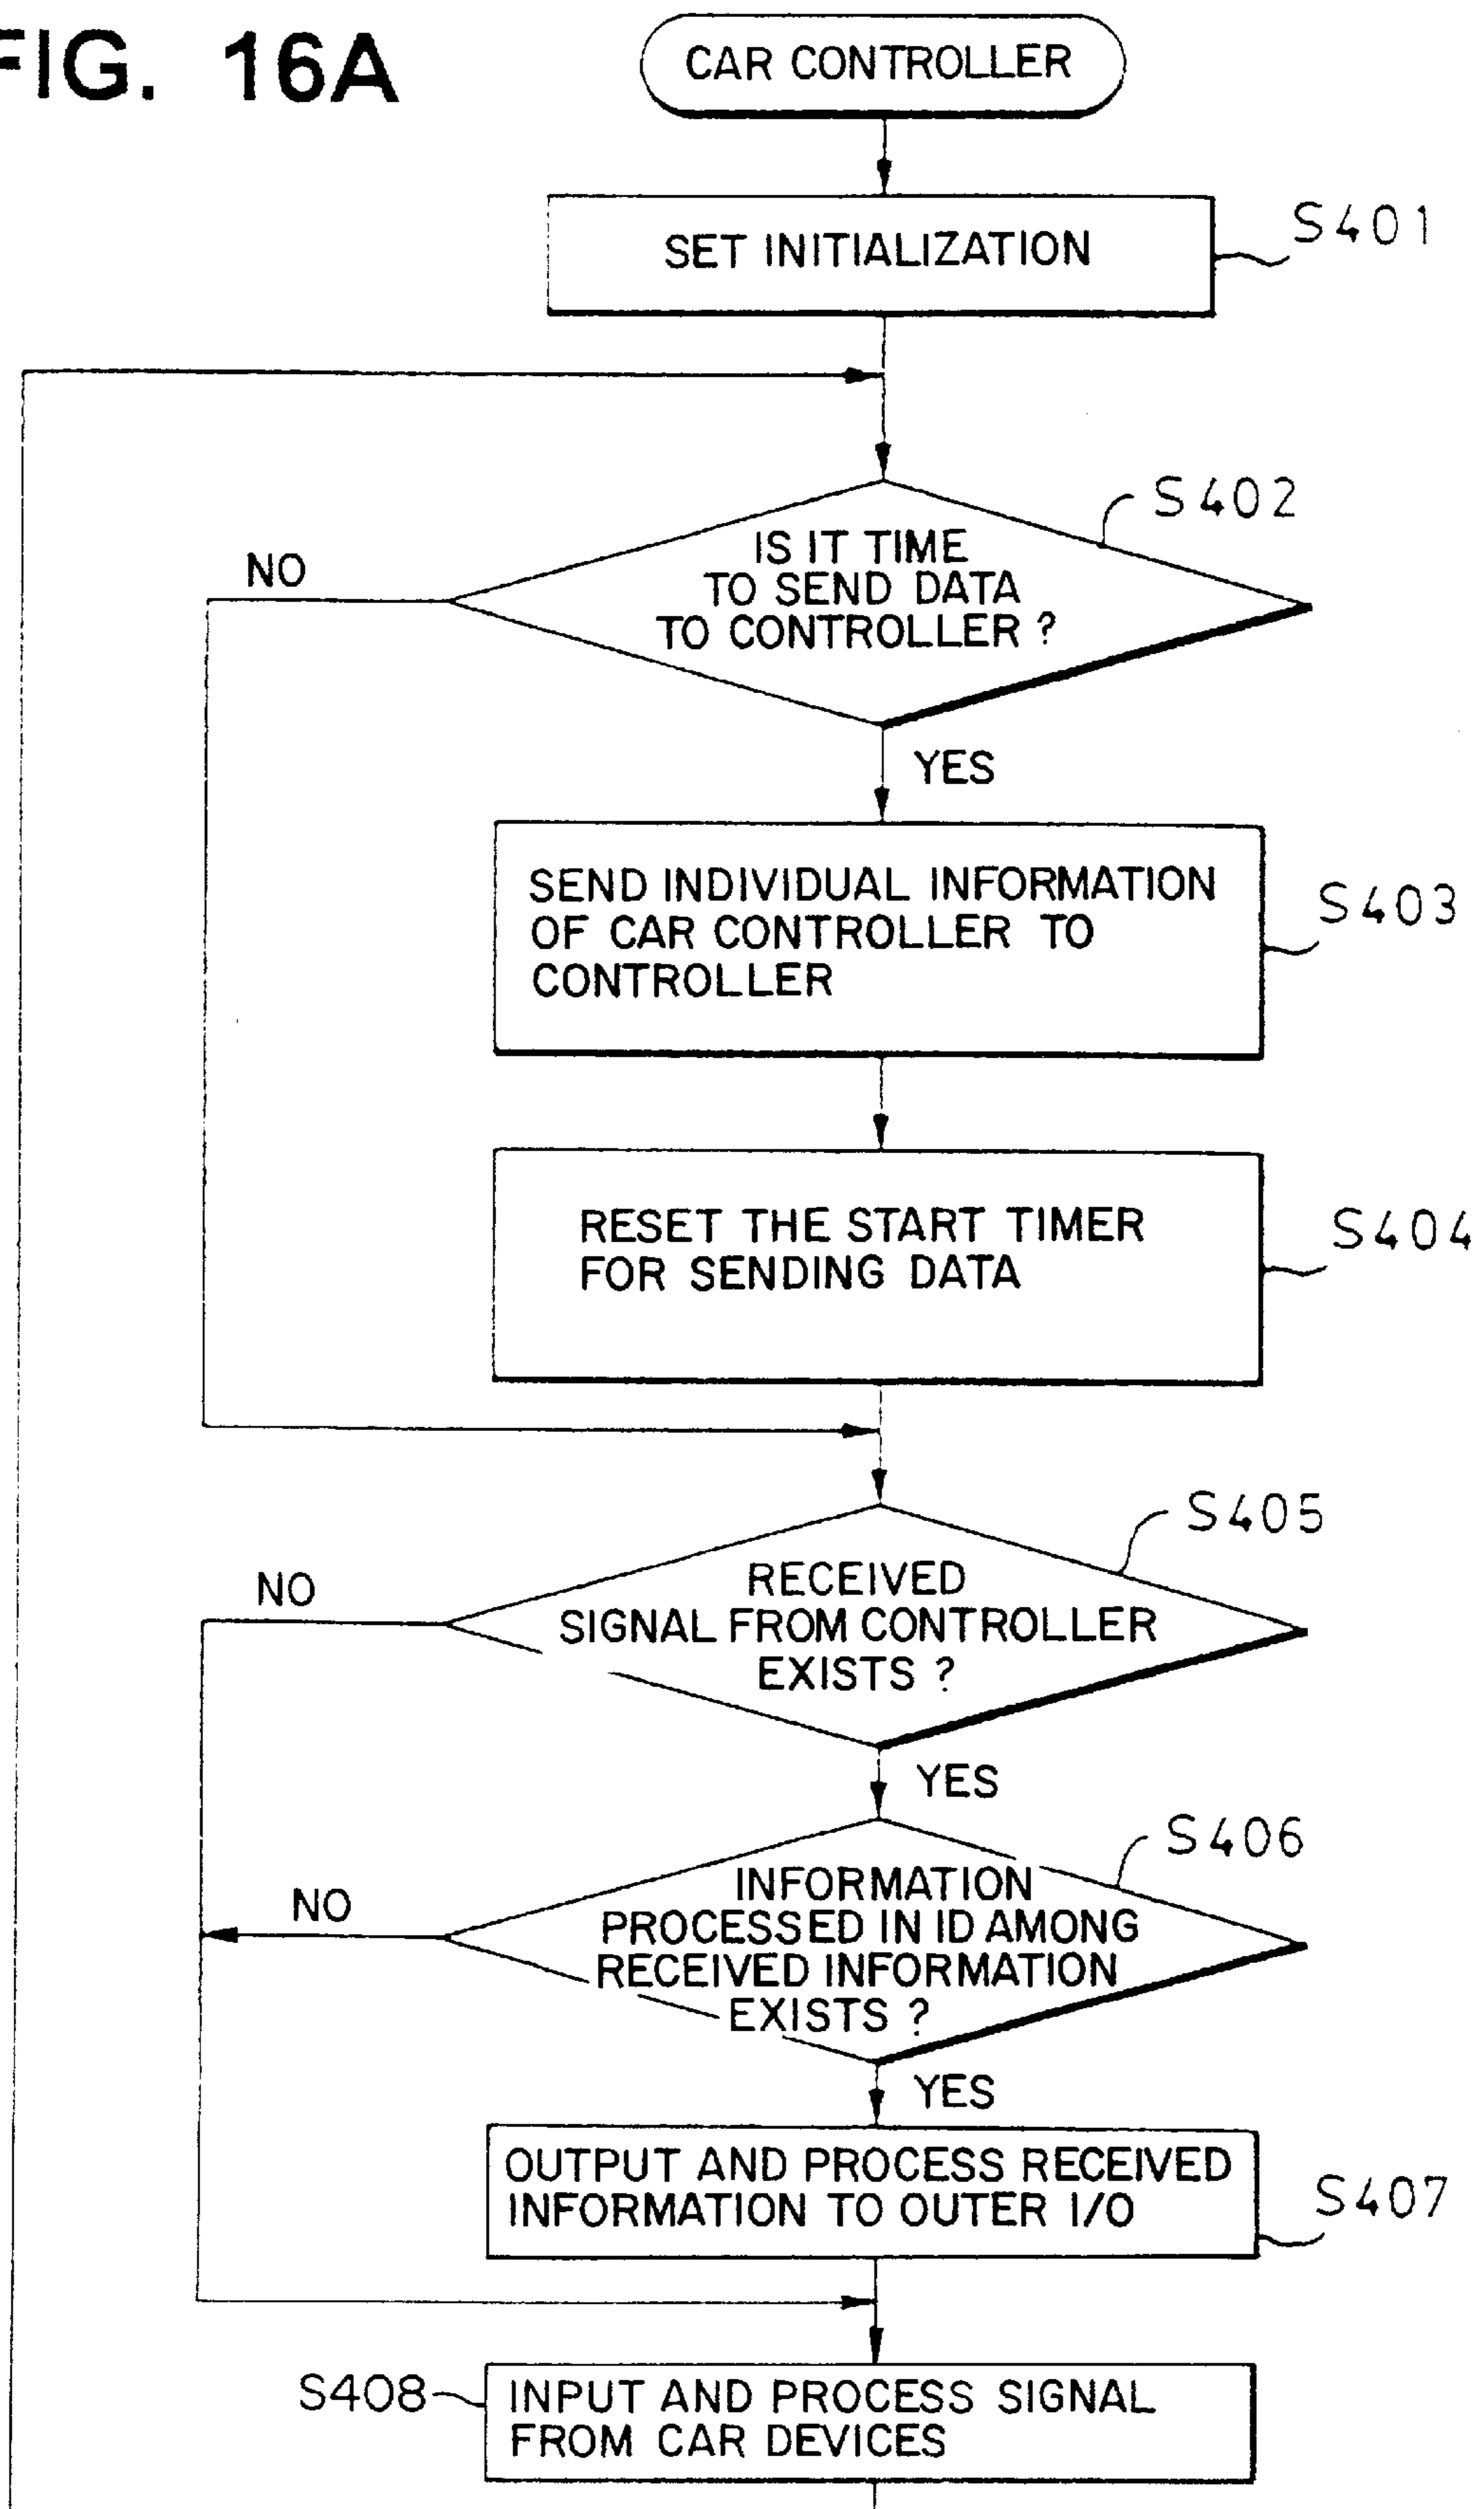 FIG. 16A
CAR CONTROLLER
SET INITIALIZATION
S401
IS IT TIME
TO SEND DATA
TO CONTROLLER ?
S402
NO
YES
SEND INDIVIDUAL INFORMATION
OF CAR CONTROLLER TO
CONTROLLER
S403
RESET THE START TIMER
FOR SENDING DATA
S404
RECEIVED
SIGNAL FROM CONTROLLER
EXISTS ?
S405
NO
YES
INFORMATION
PROCESSED IN ID AMONG
RECEIVED INFORMATION
EXISTS ?
S406
NO
YES
OUTPUT AND PROCESS RECEIVED
INFORMATION TO OUTER I/O
S407
S408
INPUT AND PROCESS SIGNAL
FROM CAR DEVICES